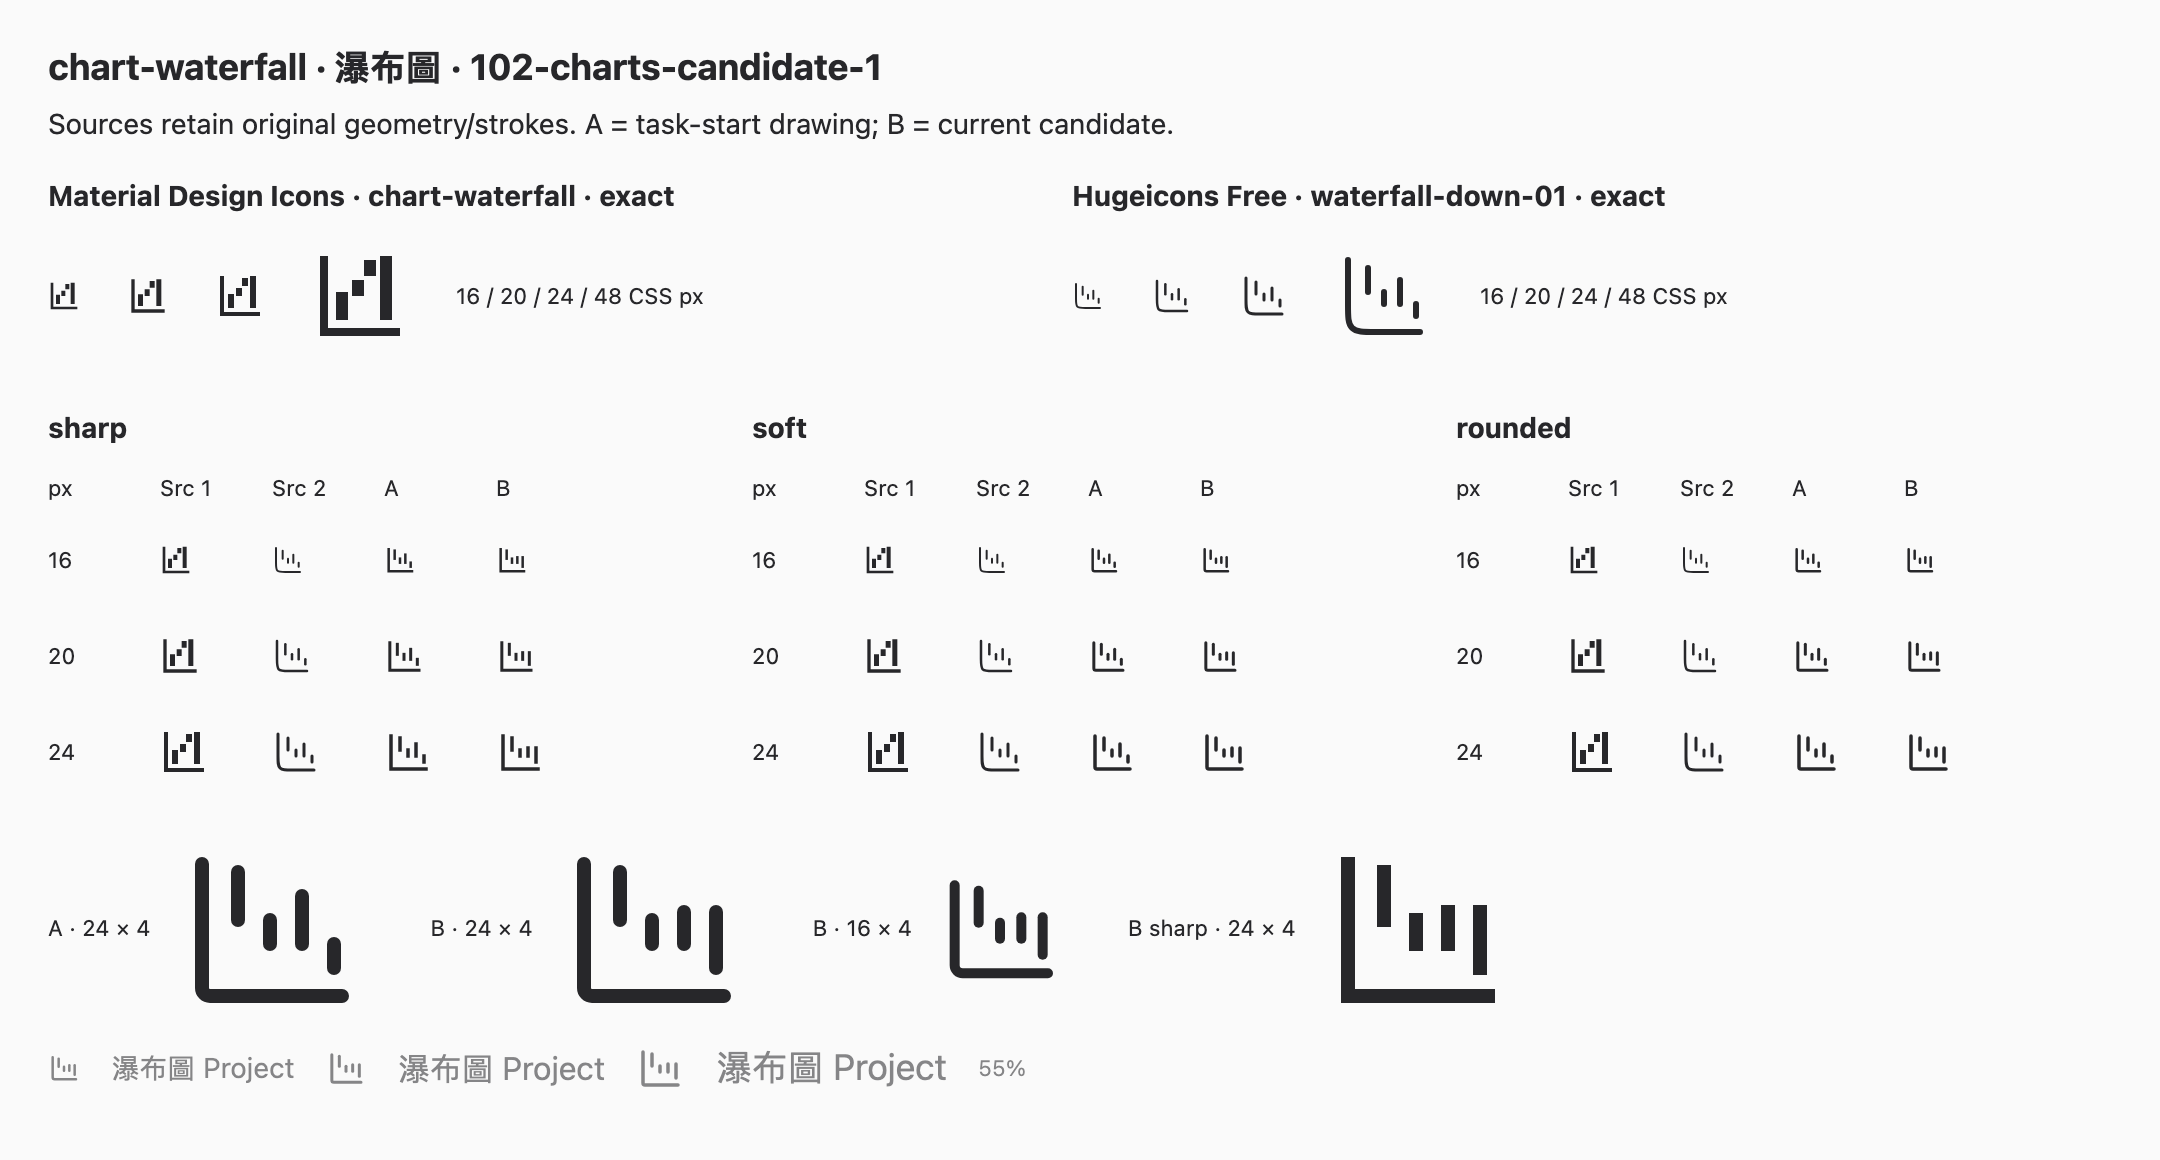 chart-waterfall · 瀑布圖 · 102-charts-candidate-1
Sources retain original geometry/strokes. A = task-start drawing; B = current candidate.
Material Design Icons · chart-waterfall · exact
Hugeicons Free · waterfall-down-01 · exact
16 / 20 / 24 / 48 CSS px
16 / 20 / 24 / 48 CSS px
sharp
soft
rounded
px Src 1 Src 2 A B
px Src 1 Src 2 A B
px Src 1 Src 2 A B
16
16
16
20
20
20
24
24
24
A · 24 × 4
B · 24 × 4
B · 16 × 4
B sharp · 24 × 4
瀑布圖 Project
瀑布圖 Project
瀑布圖 Project
55%